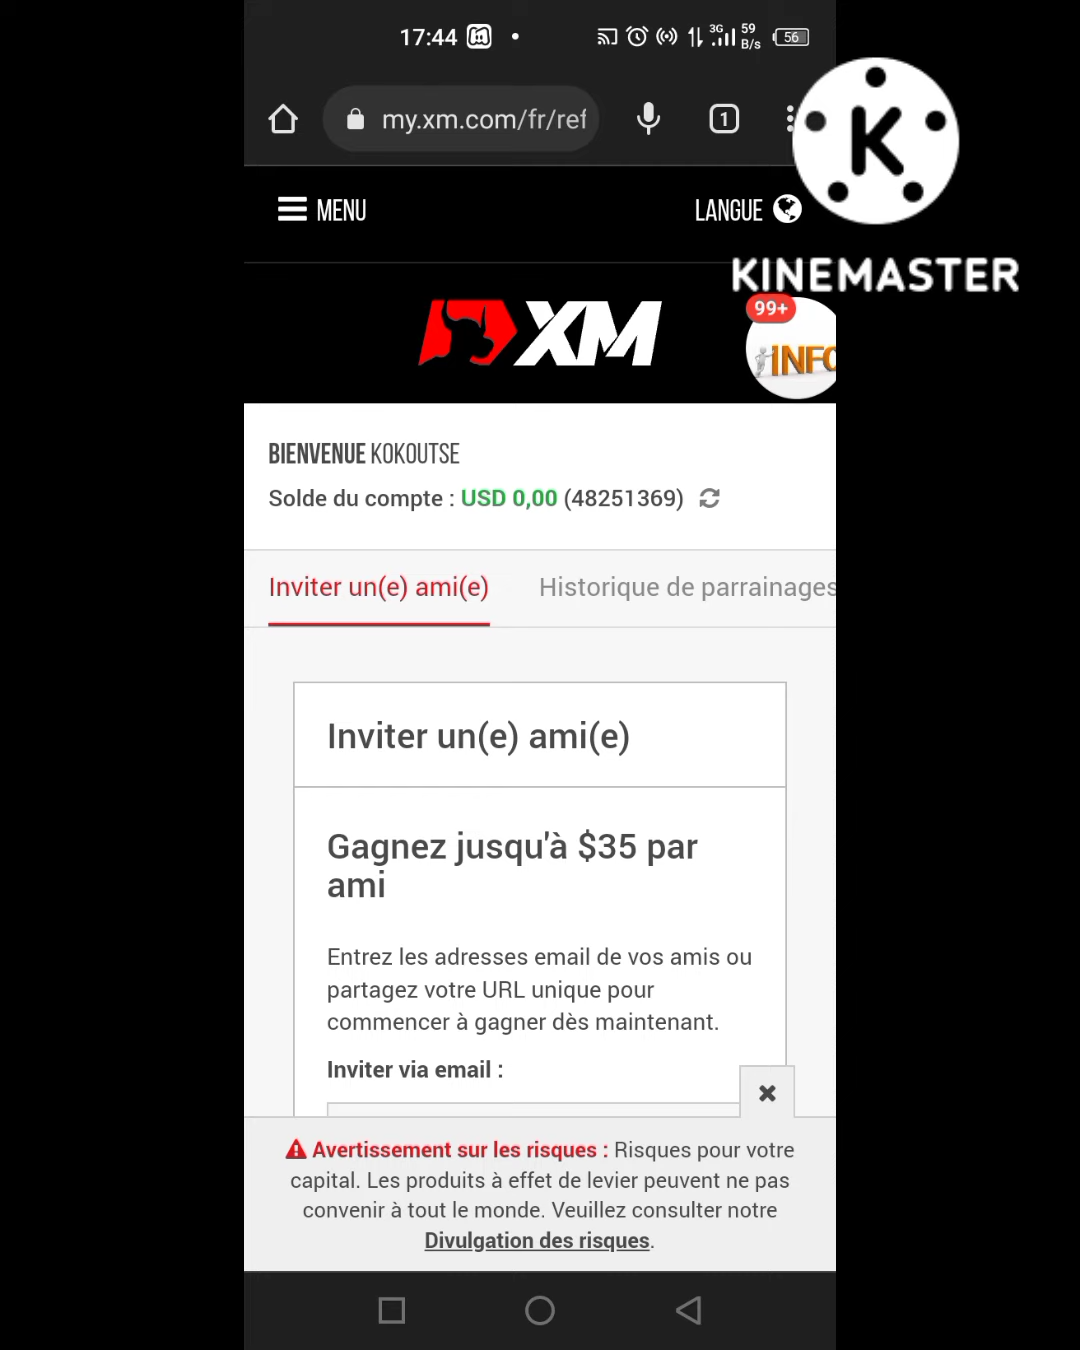 17:44
3G
59
B/s
56
my.xm.com/fr/ref
1
K
MENU
LANGUE
KINEMASTER
XM
99+
INFO
BIENVENUE KOKOUTSE
Solde du compte : USD 0,00 (48251369)
Inviter un(e) ami(e)
Historique de parrainages
Inviter un(e) ami(e)
Gagnez jusqu'à $35 par
ami
Entrez les adresses email de vos amis ou
partagez votre URL unique pour
commencer à gagner dès maintenant.
Inviter via email :
Avertissement sur les risques : Risques pour votre
capital. Les produits à effet de levier peuvent ne pas
convenir à tout le monde. Veuillez consulter notre
Divulgation des risques.